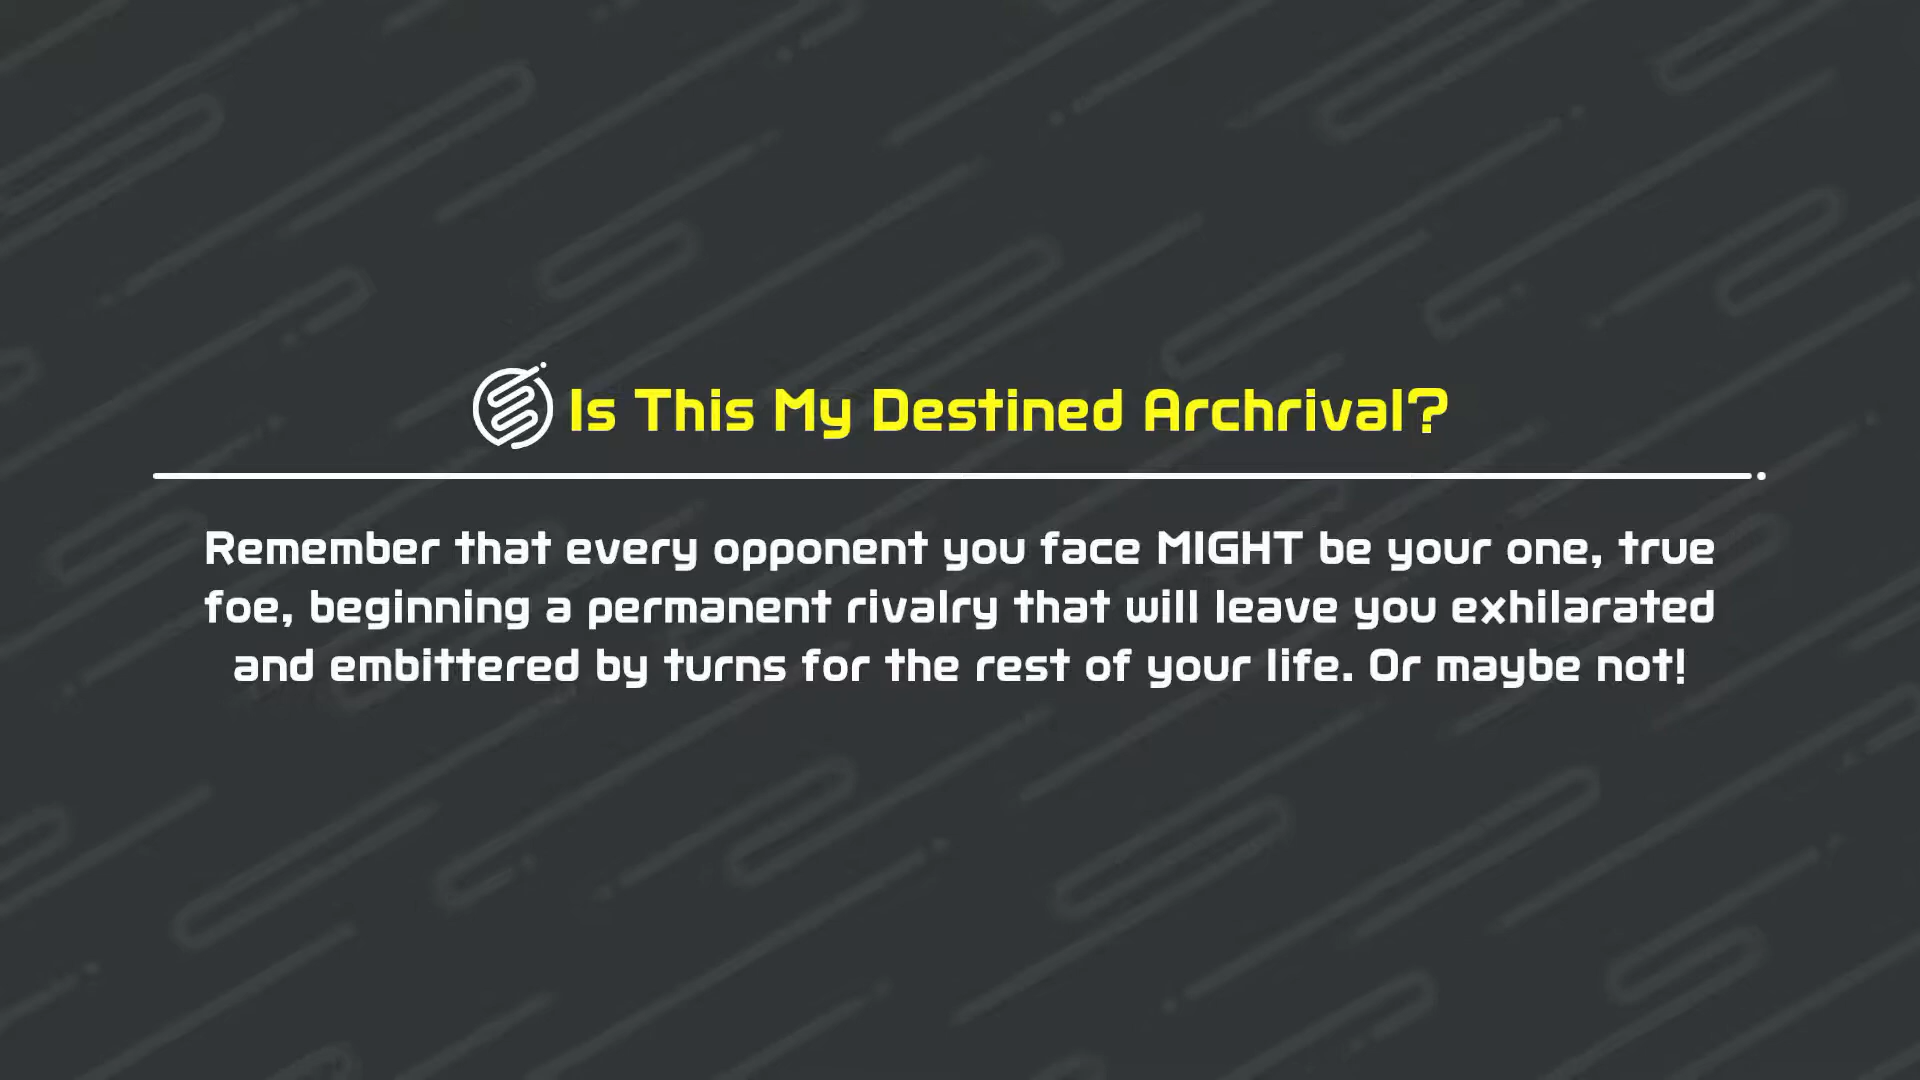 Is This My Destined Archrival?
Remember that every opponent you face MIGHT be your one, true
foe, beginning a permanent rivalry that will leave you exhilarated
and embittered by turns for the rest of your life. Or maybe not!